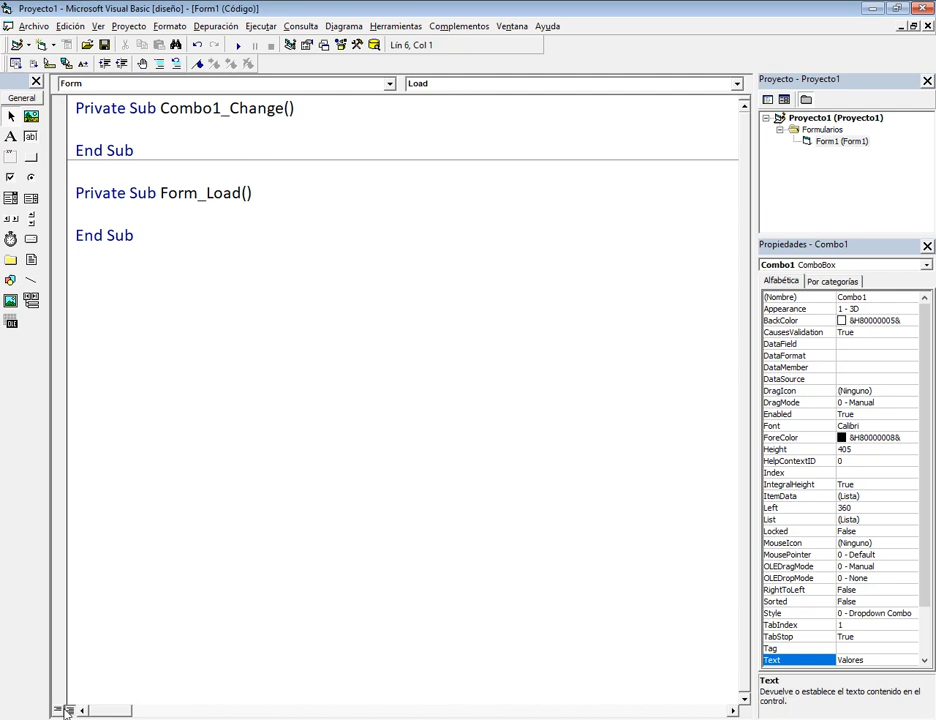 Proyecto1 - Microsoft Visual Basic [diseño] - [Form1 (Código)]
Archivo Edición Ver Proyecto Formato Depuración Ejecutar Consulta Diagrama Herramientas Complementos Ventana Ayuda
Lín 6, Col 1
General
Form
Load
Private Sub Combo1_Change()
End Sub
Private Sub Form_Load()
End Sub
Proyecto - Proyecto1
Proyecto1 (Proyecto1)
Formularios
Form1 (Form1)
Propiedades - Combo1
Combo1 ComboBox
Alfabética Por categorías
(Nombre) Combo1
Appearance 1 - 3D
BackColor &H80000005&
CausesValidation True
DataField
DataFormat
DataMember
DataSource
DragIcon (Ninguno)
DragMode 0 - Manual
Enabled True
Font Calibri
ForeColor &H80000008&
Height 405
HelpContextID 0
Index
IntegralHeight True
ItemData (Lista)
Left 360
List (Lista)
Locked False
MouseIcon (Ninguno)
MousePointer 0 - Default
OLEDragMode 0 - Manual
OLEDropMode 0 - None
RightToLeft False
Sorted False
Style 0 - Dropdown Combo
TabIndex 1
TabStop True
Tag
Text Valores
Text
Devuelve o establece el texto contenido en el
control.